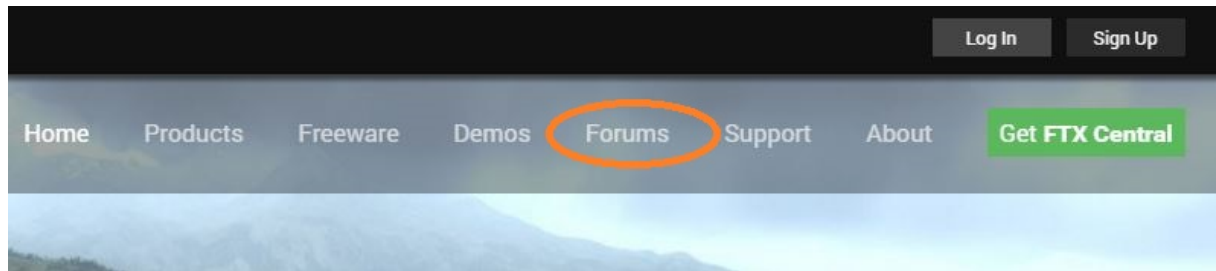 Log In Sign Up
Home Products Freeware Demos Forums Support About Get FTX Central